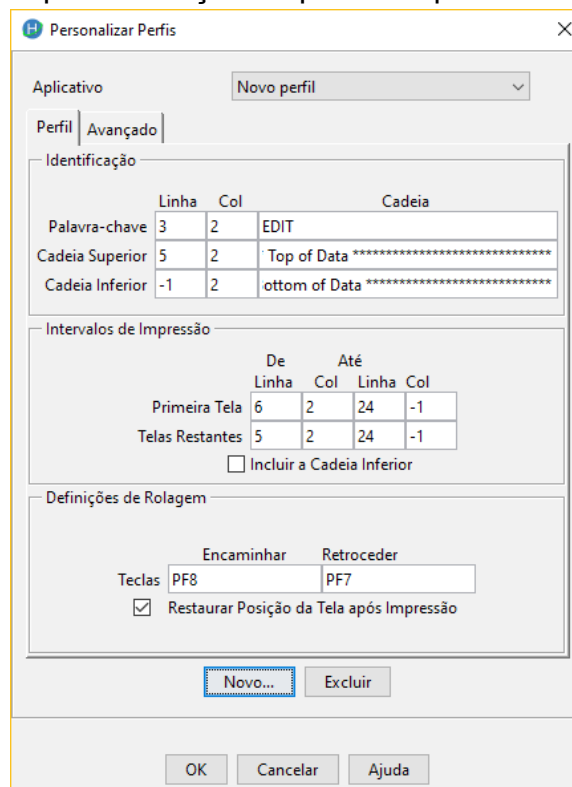 Personalizar Perfis
Aplicativo Novo perfil
Perfil Avançado
Identificação
Linha Col Cadeia
Palavra-chave 3 2 EDIT
Cadeia Superior 5 2 Top of Data *****************************
Cadeia Inferior -1 2 ottom of Data *****************************
Intervalos de Impressão
De Até
Linha Col Linha Col
Primeira Tela 6 2 24 -1
Telas Restantes 5 2 24 -1
Incluir a Cadeia Inferior
Definições de Rolagem
Encaminhar Retroceder
Teclas PF8 PF7
Restaurar Posição da Tela após Impressão
Novo... Excluir
OK Cancelar Ajuda